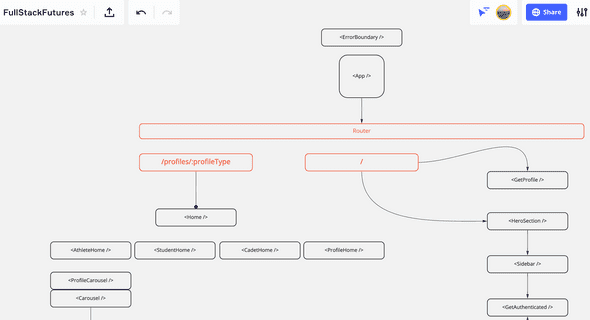 FullStackFutures
Share
<ErrorBoundary />
<App />
Router
/profiles/:profileType
/
<GetProfile />
<Home />
<HeroSection />
<AthleteHome />
<StudentHome />
<CadetHome />
<ProfileHome />
<Sidebar />
<ProfileCarousel />
<Carousel />
<GetAuthenticated />